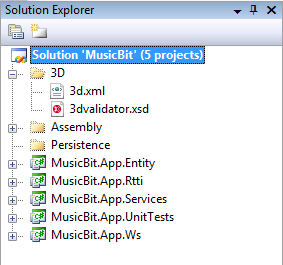 Solution Explorer
Solution 'MusicBit' (5 projects)
3D
3d.xml
3dvalidator.xsd
Assembly
Persistence
MusicBit.App.Entity
MusicBit.App.Rtti
MusicBit.App.Services
MusicBit.App.UnitTests
MusicBit.App.Ws